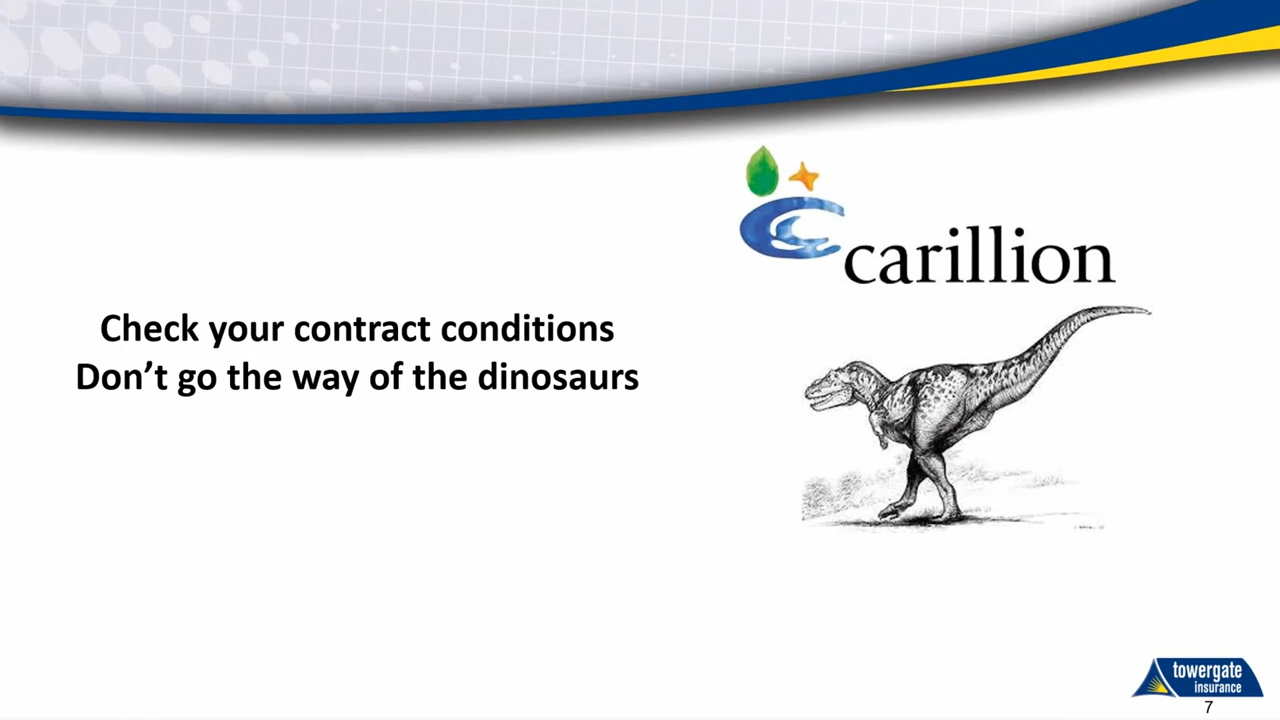 carillion
Check your contract conditions
Don’t go the way of the dinosaurs
towergate
insurance
7